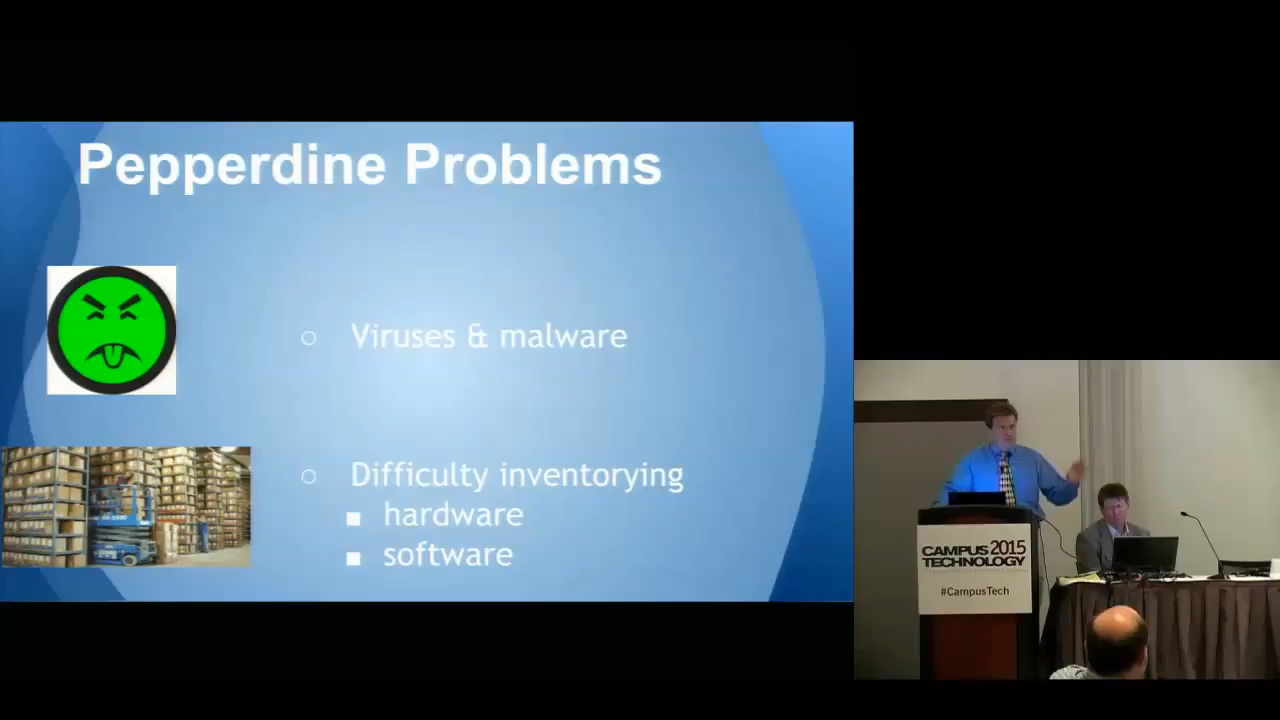 Pepperdine Problems
○ Viruses & malware
○ Difficulty inventorying
■ hardware
■ software
CAMPUS 2015
TECHNOLOGY
#CampusTech